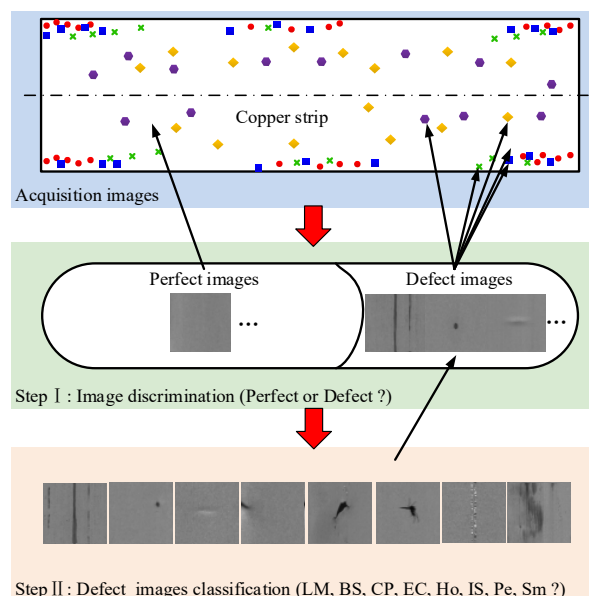 Copper strip
Acquisition images
Perfect images
Defect images
...
...
Step Ⅰ: Image discrimination (Perfect or Defect ?)
Step Ⅱ: Defect images classification (LM, BS, CP, EC, Ho, IS, Pe, Sm ?)